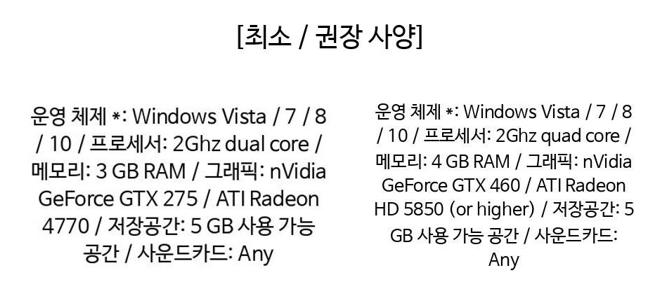 [최소 / 권장 사양]
운영 체제 *: Windows Vista / 7 / 8
/ 10 / 프로세서: 2Ghz dual core /
메모리: 3 GB RAM / 그래픽: nVidia
GeForce GTX 275 / ATI Radeon
4770 / 저장공간: 5 GB 사용 가능
공간 / 사운드카드: Any
운영 체제 *: Windows Vista / 7 / 8
/ 10 / 프로세서: 2Ghz quad core /
메모리: 4 GB RAM / 그래픽: nVidia
GeForce GTX 460 / ATI Radeon
HD 5850 (or higher) / 저장공간: 5
GB 사용 가능 공간 / 사운드카드:
Any